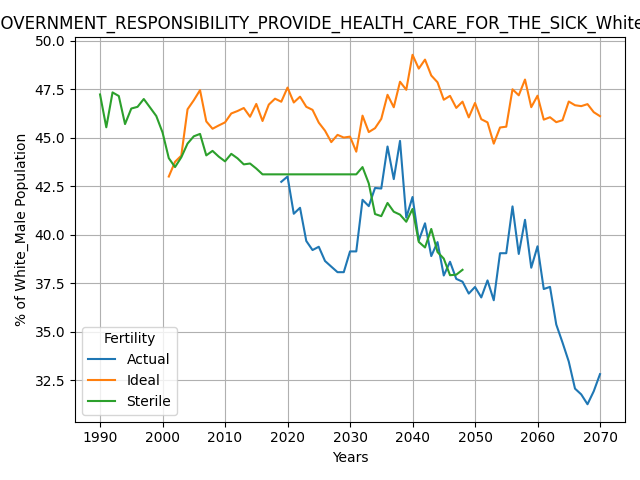 OVERNMENT_RESPONSIBILITY_PROVIDE_HEALTH_CARE_FOR_THE_SICK_White
50.0
47.5
45.0
42.5
40.0
37.5
35.0
32.5
% of White_Male Population
Fertility
Actual
Ideal
Sterile
1990 2000 2010 2020 2030 2040 2050 2060 2070
Years